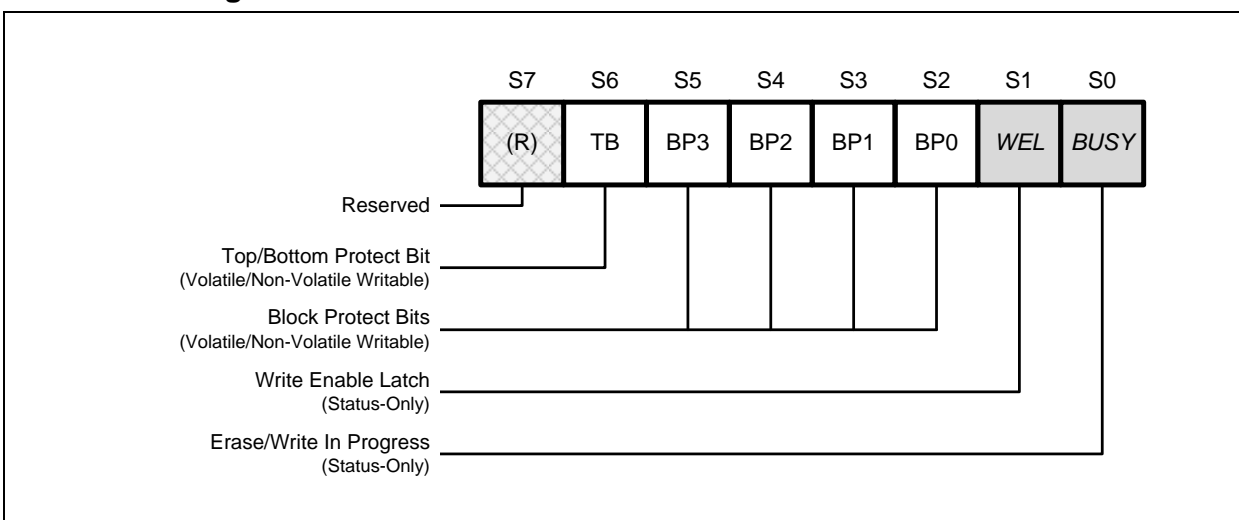 S7 S6 S5 S4 S3 S2 S1 S0
(R) TB BP3 BP2 BP1 BP0 WEL BUSY
Reserved
Top/Bottom Protect Bit
(Volatile/Non-Volatile Writable)
Block Protect Bits
(Volatile/Non-Volatile Writable)
Write Enable Latch
(Status-Only)
Erase/Write In Progress
(Status-Only)